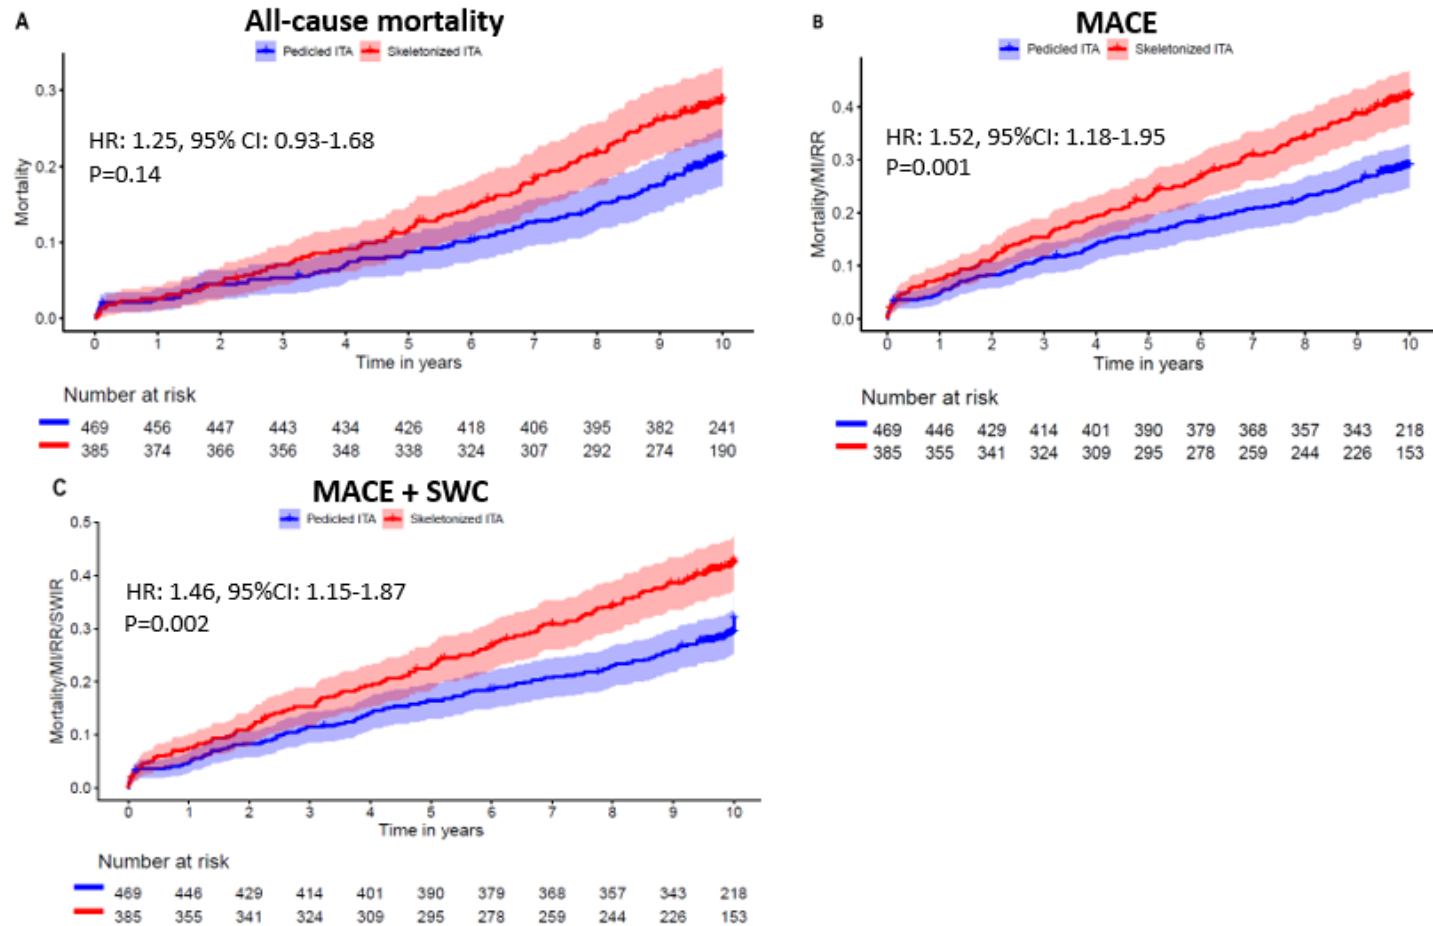 A
All-cause mortality
Pedicled ITA Skeletonized ITA
HR: 1.25, 95% CI: 0.93-1.68
P=0.14
Mortality
0.3
0.2
0.1
0.0
0 1 2 3 4 5 6 7 8 9 10
Time in years
Number at risk
469 456 447 443 434 426 418 406 395 382 241
385 374 366 356 348 338 324 307 292 274 190
B
MACE
Pedicled ITA Skeletonized ITA
HR: 1.52, 95%CI: 1.18-1.95
P=0.001
Mortality/MI/RR
0.4
0.3
0.2
0.1
0.0
0 1 2 3 4 5 6 7 8 9 10
Time in years
Number at risk
469 446 429 414 401 390 379 368 357 343 218
385 355 341 324 309 295 278 259 244 226 153
C
MACE + SWC
Pedicled ITA Skeletonized ITA
HR: 1.46, 95%CI: 1.15-1.87
P=0.002
Mortality/MI/RR/SWIR
0.5
0.4
0.3
0.2
0.1
0.0
0 1 2 3 4 5 6 7 8 9 10
Time in years
Number at risk
469 446 429 414 401 390 379 368 357 343 218
385 355 341 324 309 295 278 259 244 226 153